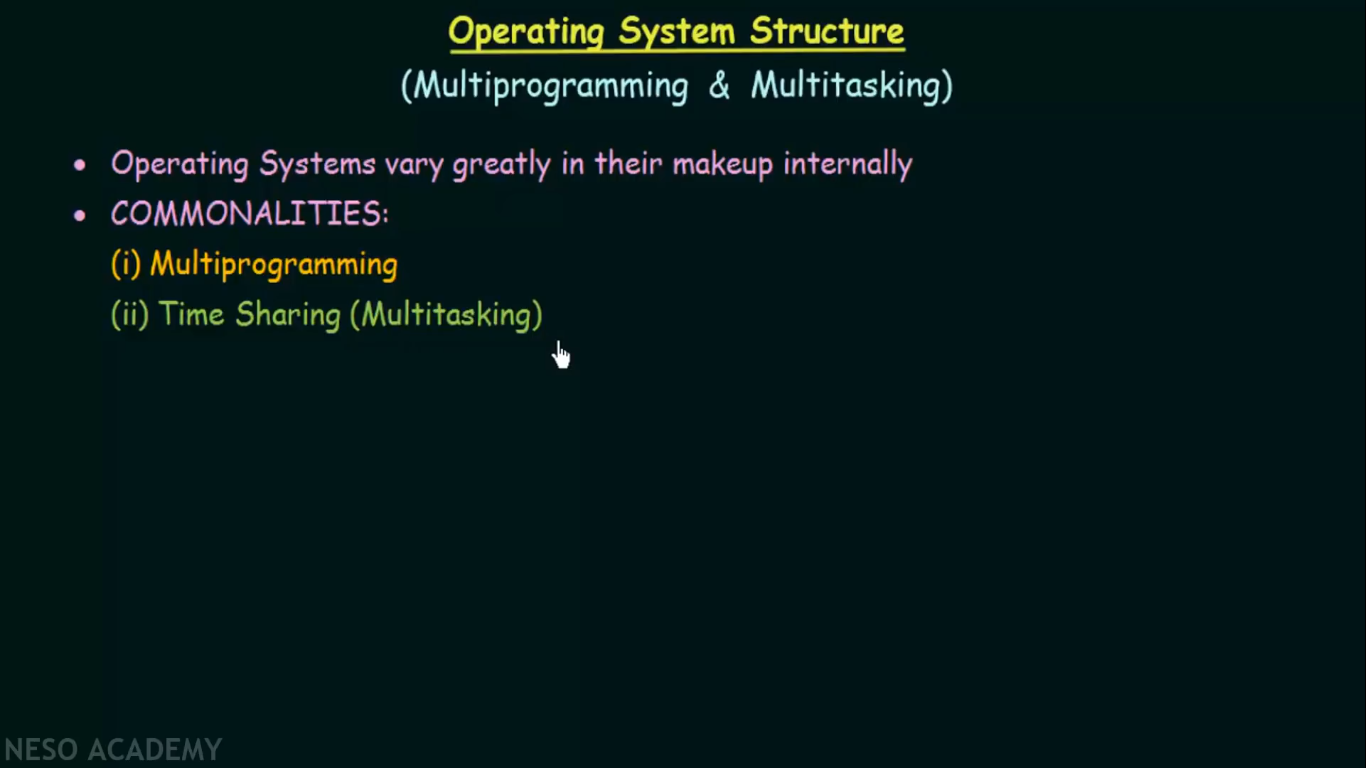 Operating System Structure
(Multiprogramming & Multitasking)
• Operating Systems vary greatly in their makeup internally
• COMMONALITIES:
(i) Multiprogramming
(ii) Time Sharing (Multitasking)
NESO ACADEMY